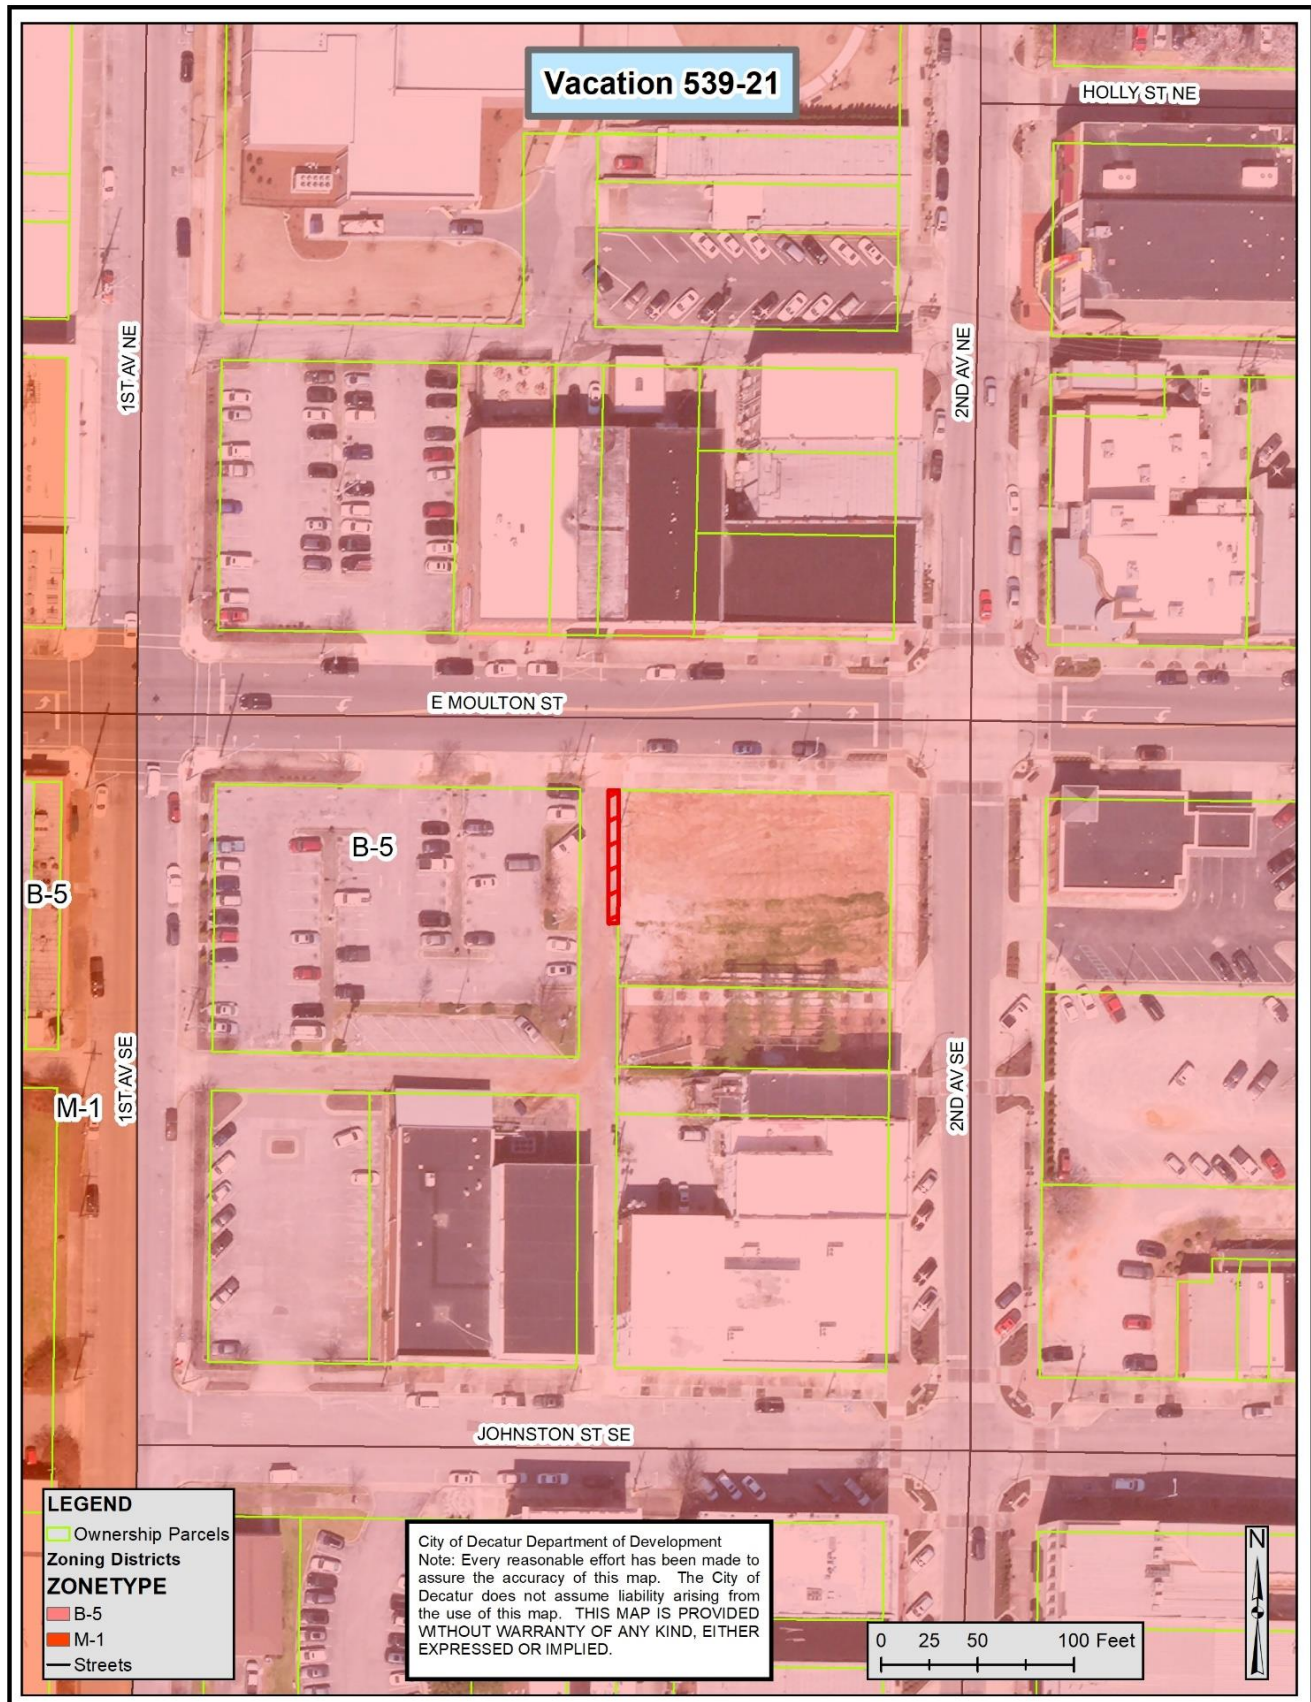 Vacation 539-21
HOLLY ST NE
1ST AV NE
2ND AV NE
E MOULTON ST
B-5
B-5
M-1
1ST AV SE
2ND AV SE
JOHNSTON ST SE
LEGEND
Ownership Parcels
Zoning Districts
ZONETYPE
B-5
M-1
Streets
City of Decatur Department of Development
Note: Every reasonable effort has been made to
assure the accuracy of this map. The City of
Decatur does not assume liability arising from
the use of this map. THIS MAP IS PROVIDED
WITHOUT WARRANTY OF ANY KIND, EITHER
EXPRESSED OR IMPLIED.
0 25 50 100 Feet
N